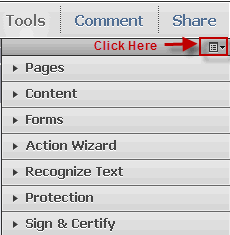 Tools Comment Share
Click Here
Pages
Content
Forms
Action Wizard
Recognize Text
Protection
Sign & Certify